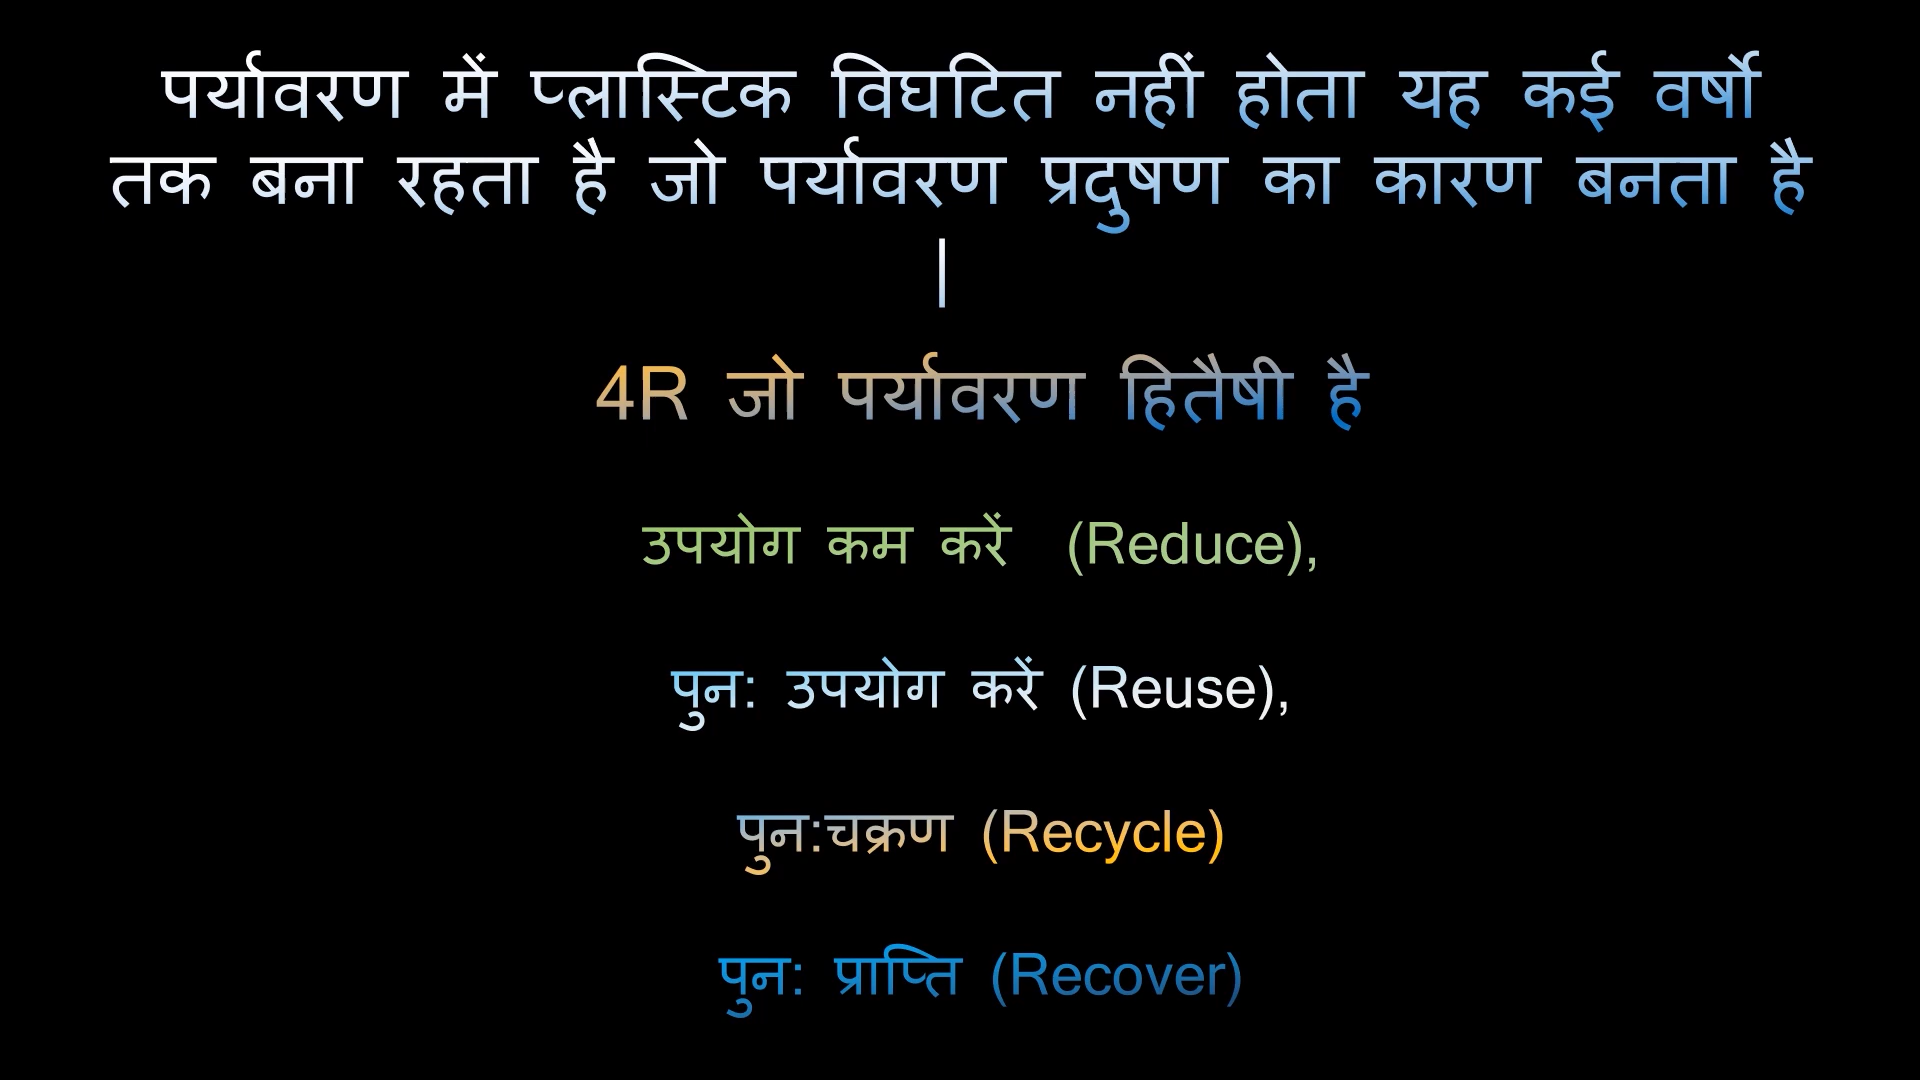 पर्यावरण में प्लास्टिक विघटित नहीं होता यह कई वर्षो
तक बना रहता है जो पर्यावरण प्रदुषण का कारण बनता है
|
4R जो पर्यावरण हितैषी है
उपयोग कम करें (Reduce),
पुन: उपयोग करें (Reuse),
पुन:चक्रण (Recycle)
पुन: प्राप्ति (Recover)